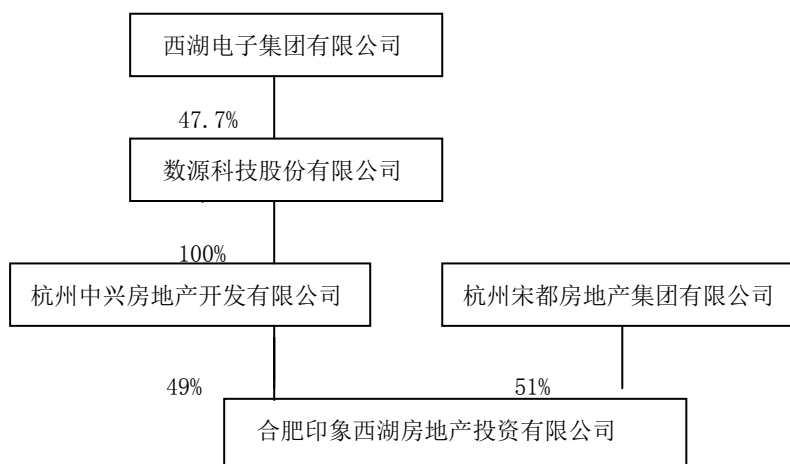 西湖电子集团有限公司
47.7%
数源科技股份有限公司
100%
杭州中兴房地产开发有限公司
杭州宋都房地产集团有限公司
49%
51%
合肥印象西湖房地产投资有限公司